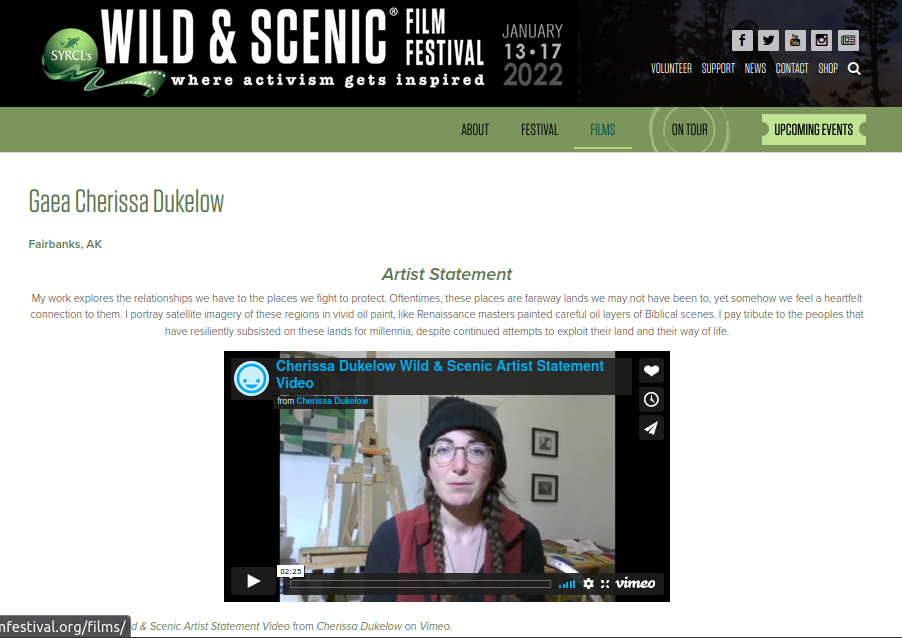 SYRCL's
WILD & SCENIC® FILM FESTIVAL
where activism gets inspired
JANUARY
13•17
2022
VOLUNTEER SUPPORT NEWS CONTACT SHOP
ABOUT FESTIVAL FILMS ON TOUR UPCOMING EVENTS
Gaea Cherissa Dukelow
Fairbanks, AK
Artist Statement
My work explores the relationships we have to the places we fight to protect. Oftentimes, these places are faraway lands we may not have been to, yet somehow we feel a heartfelt
connection to them. I portray satellite imagery of these regions in vivid oil paint, like Renaissance masters painted careful oil layers of Biblical scenes. I pay tribute to the peoples that
have resiliently subsisted on these lands for millennia, despite continued attempts to exploit their land and their way of life.
Cherissa Dukelow Wild & Scenic Artist Statement
Video
from Cherissa Dukelow
02:25
vimeo
mfestival.org/films/
d & Scenic Artist Statement Video from Cherissa Dukelow on Vimeo.